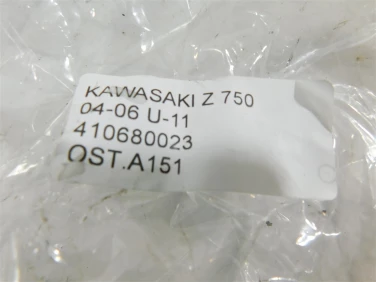 KAWASAKI Z 750
04-06 U-11
410680023
OST.A151